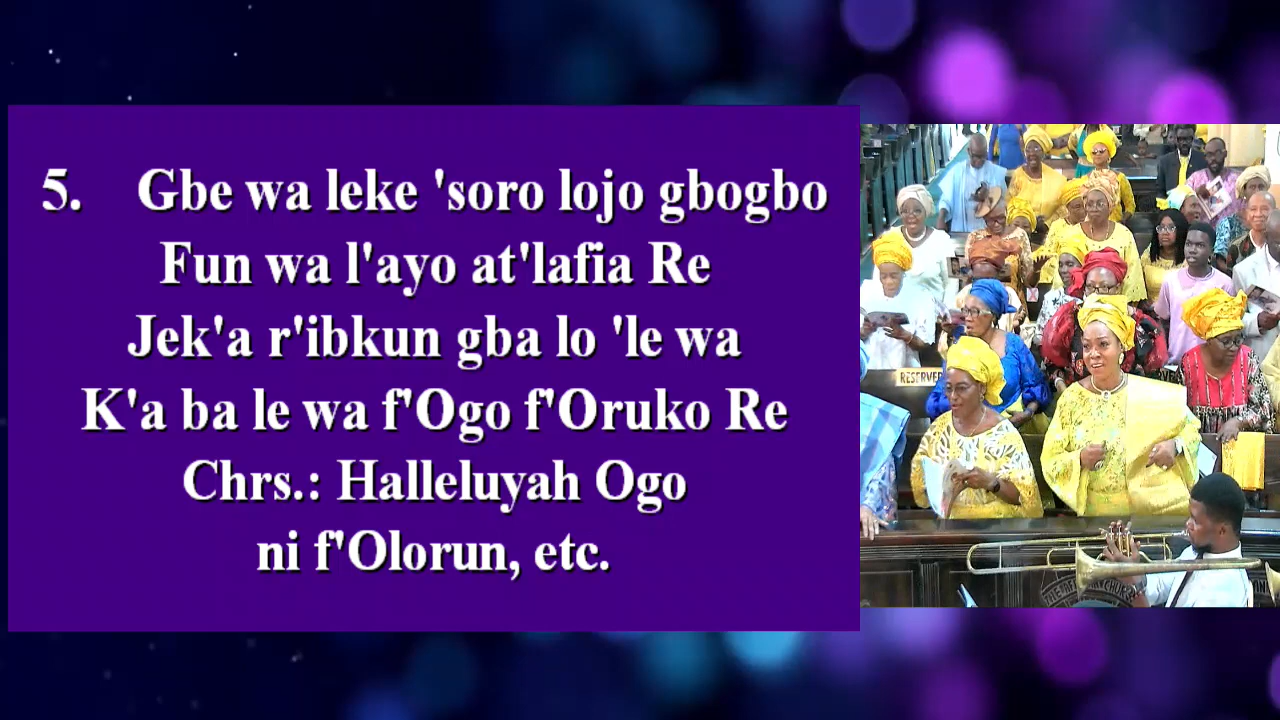 5. Gbe wa leke 'soro lojo gbogbo
Fun wa l'ayo at'lafia Re
Jek'a r'ibkun gba lo 'le wa
K'a ba le wa f'Ogo f'Oruko Re
Chrs.: Halleluyah Ogo
ni f'Olorun, etc.
RESERVED